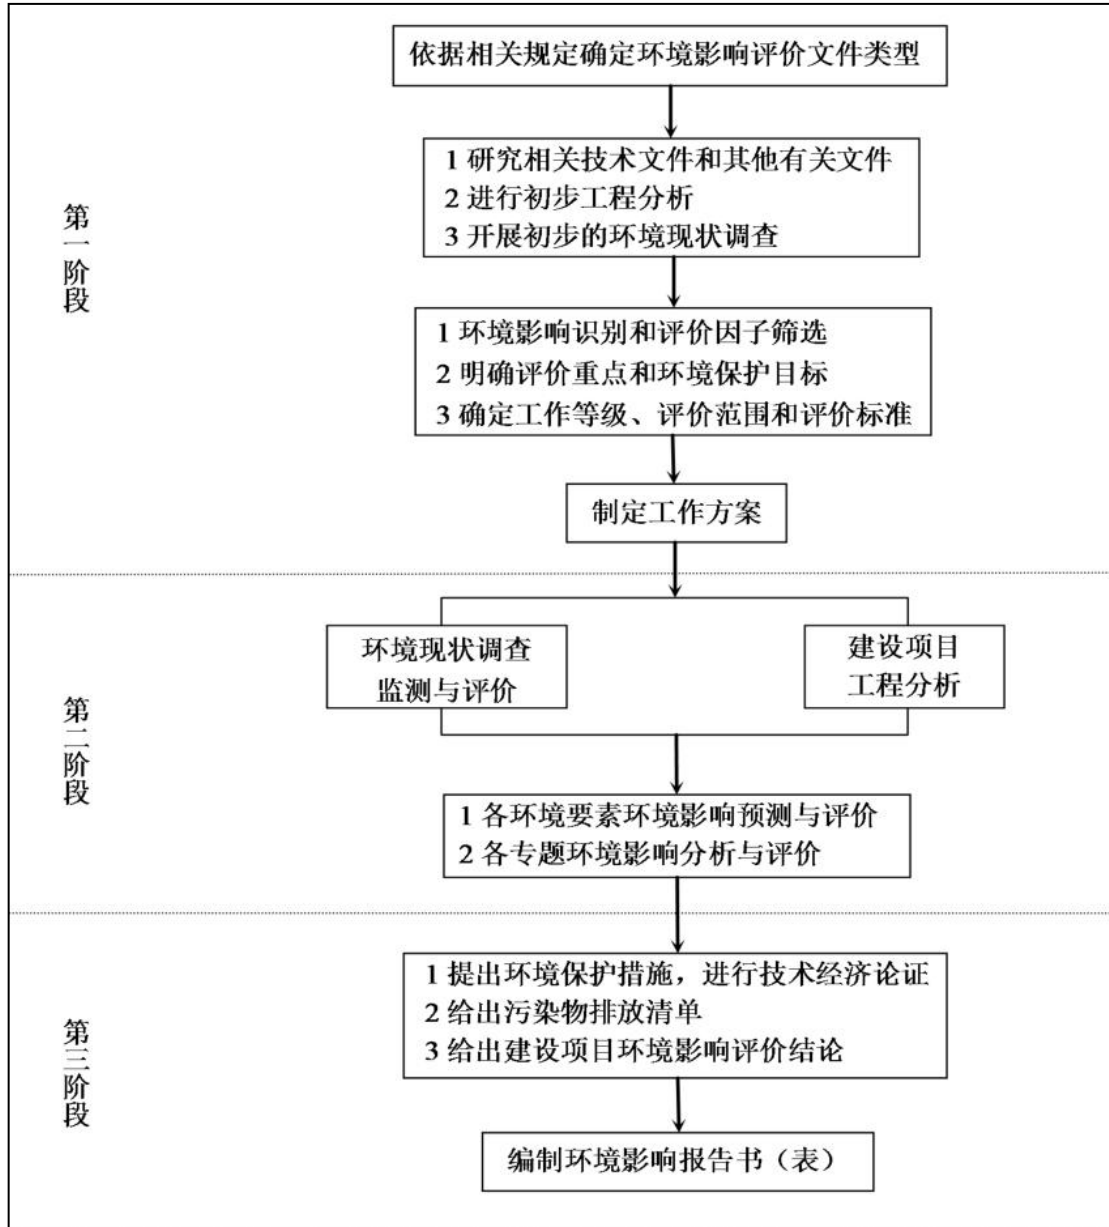 依据相关规定确定环境影响评价文件类型
1 研究相关技术文件和其他有关文件
2 进行初步工程分析
3 开展初步的环境现状调查
第一阶段
1 环境影响识别和评价因子筛选
2 明确评价重点和环境保护目标
3 确定工作等级、评价范围和评价标准
制定工作方案
环境现状调查
监测与评价
建设项目
工程分析
第二阶段
1 各环境要素环境影响预测与评价
2 各专题环境影响分析与评价
1 提出环境保护措施，进行技术经济论证
2 给出污染物排放清单
3 给出建设项目环境影响评价结论
第三阶段
编制环境影响报告书（表）